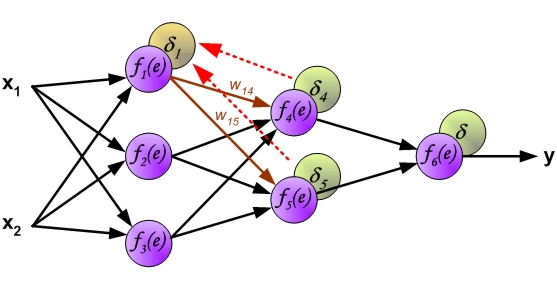 x₁
x₂
f₁(e)
δ₁
f₂(e)
f₃(e)
w₁₄
w₁₅
f₄(e)
δ₄
f₅(e)
δ₅
f₆(e)
δ
y